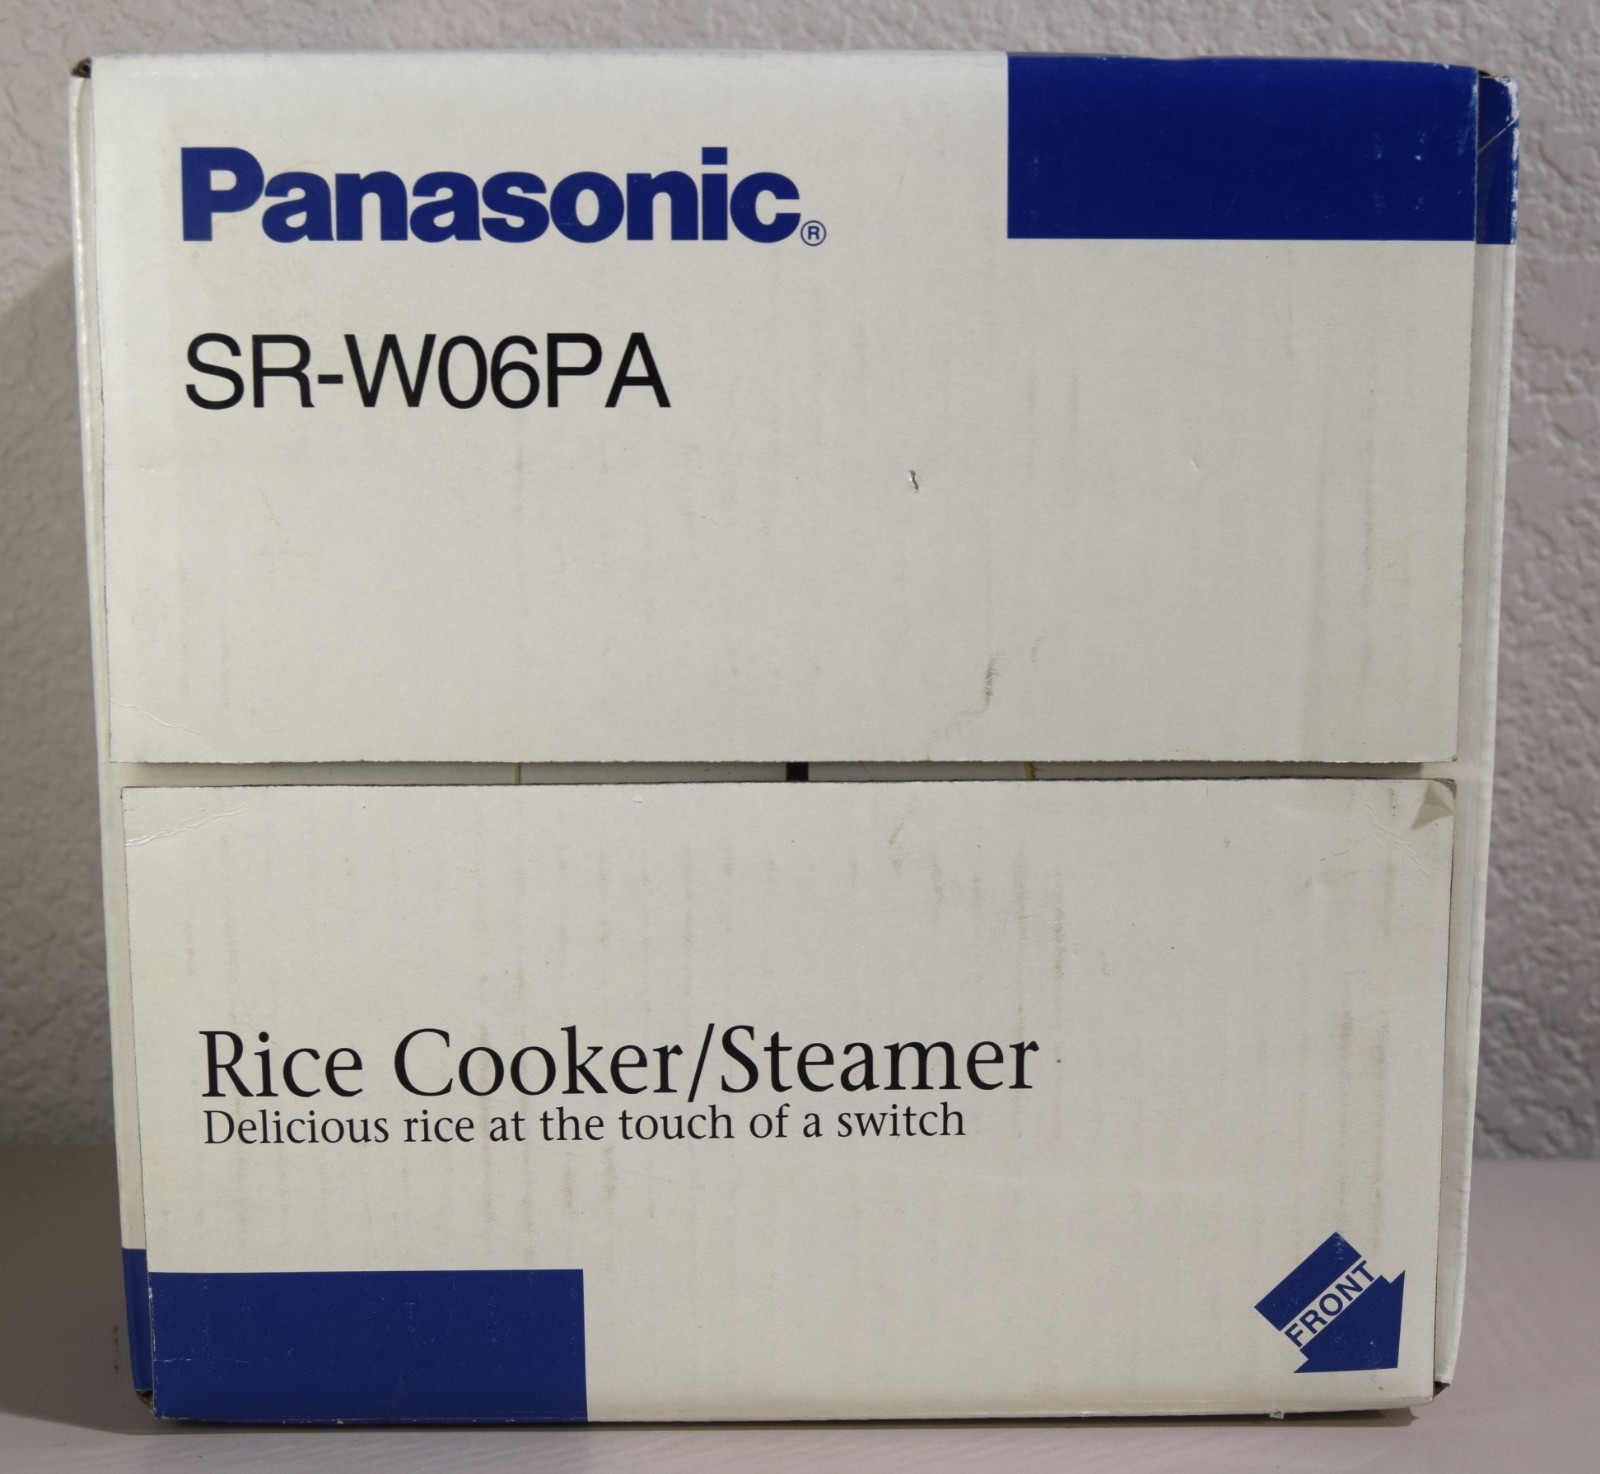 Panasonic®
SR-W06PA
Rice Cooker/Steamer
Delicious rice at the touch of a switch
FRONT